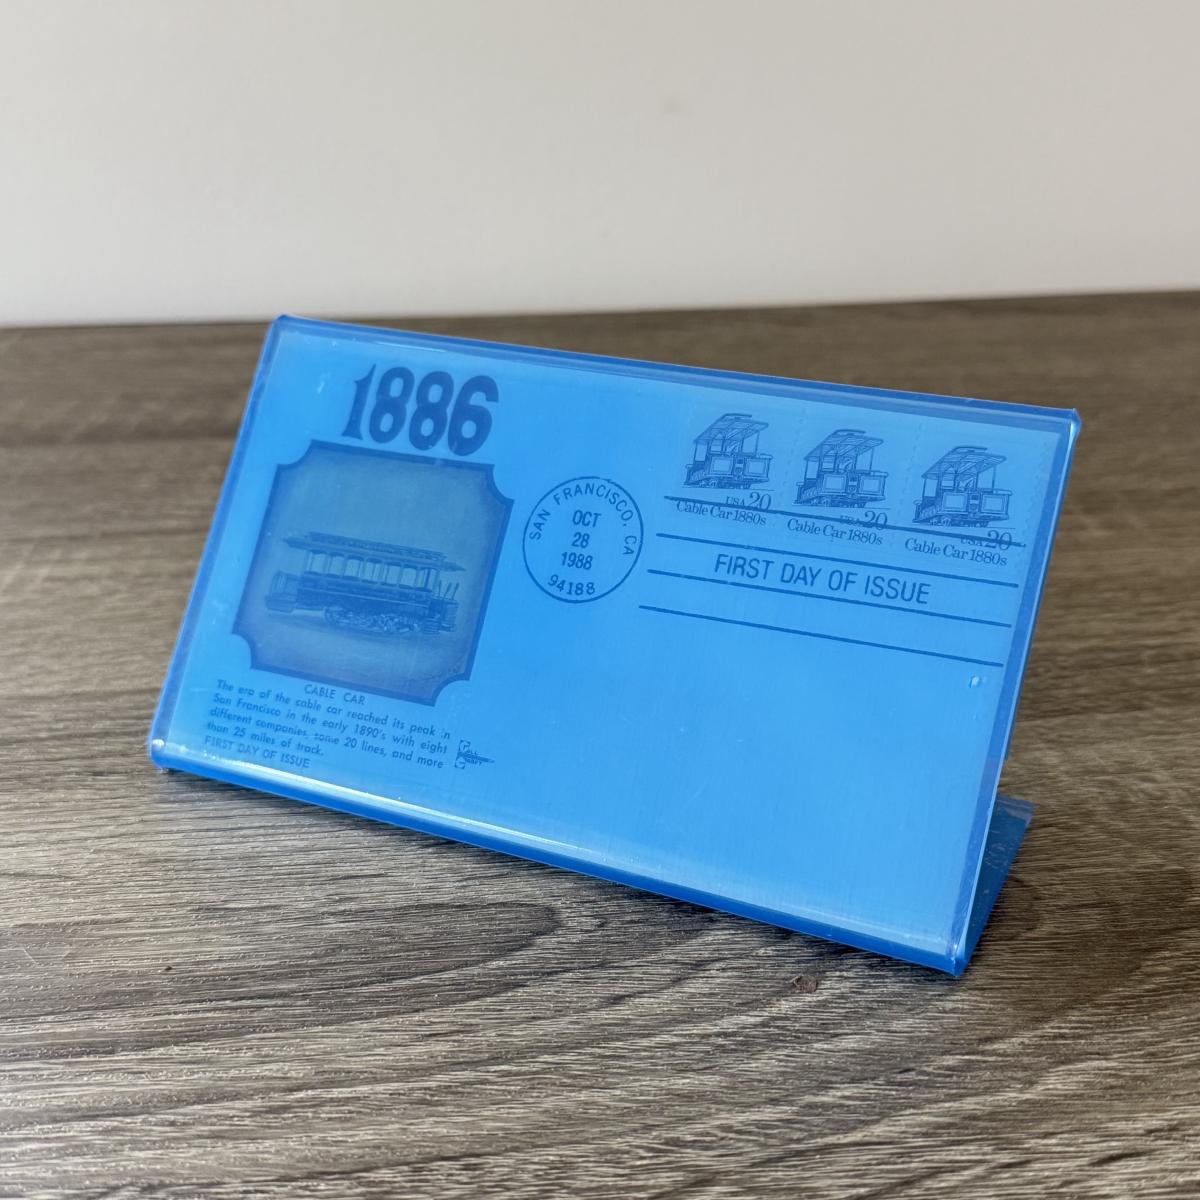 1886
SAN FRANCISCO, CA
OCT
28
1988
94188
USA 20
Cable Car 1880s
USA 20
Cable Car 1880s
USA 20
Cable Car 1880s
FIRST DAY OF ISSUE
CABLE CAR
The era of the cable car reached its peak in
San Francisco in the early 1890's with eight
different companies, some 20 lines, and more
than 25 miles of track.
FIRST DAY OF ISSUE